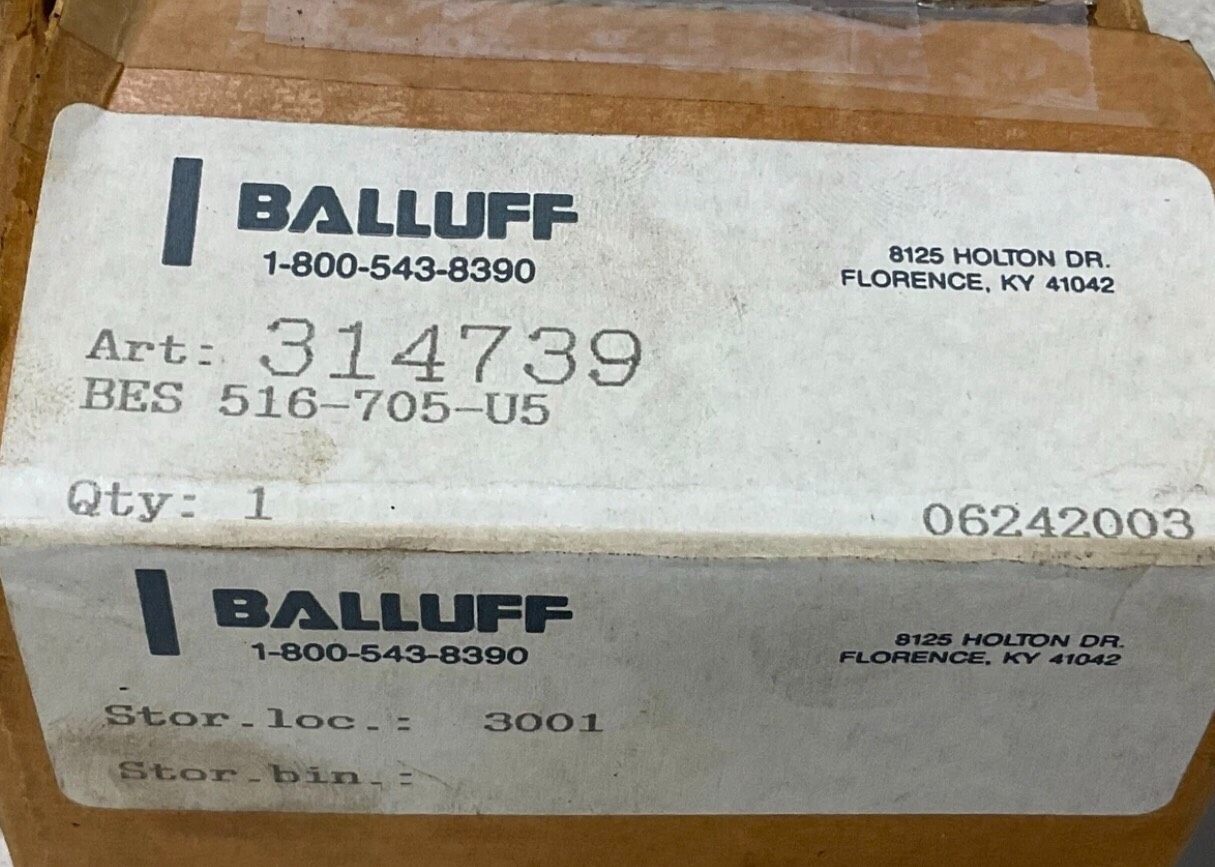 BALLUFF
1-800-543-8390
8125 HOLTON DR.
FLORENCE, KY 41042
Art: 314739
BES 516-705-U5
Qty: 1
06242003
BALLUFF
1-800-543-8390
8125 HOLTON DR.
FLORENCE, KY 41042
Stor.loc.: 3001
Stor.bin.: